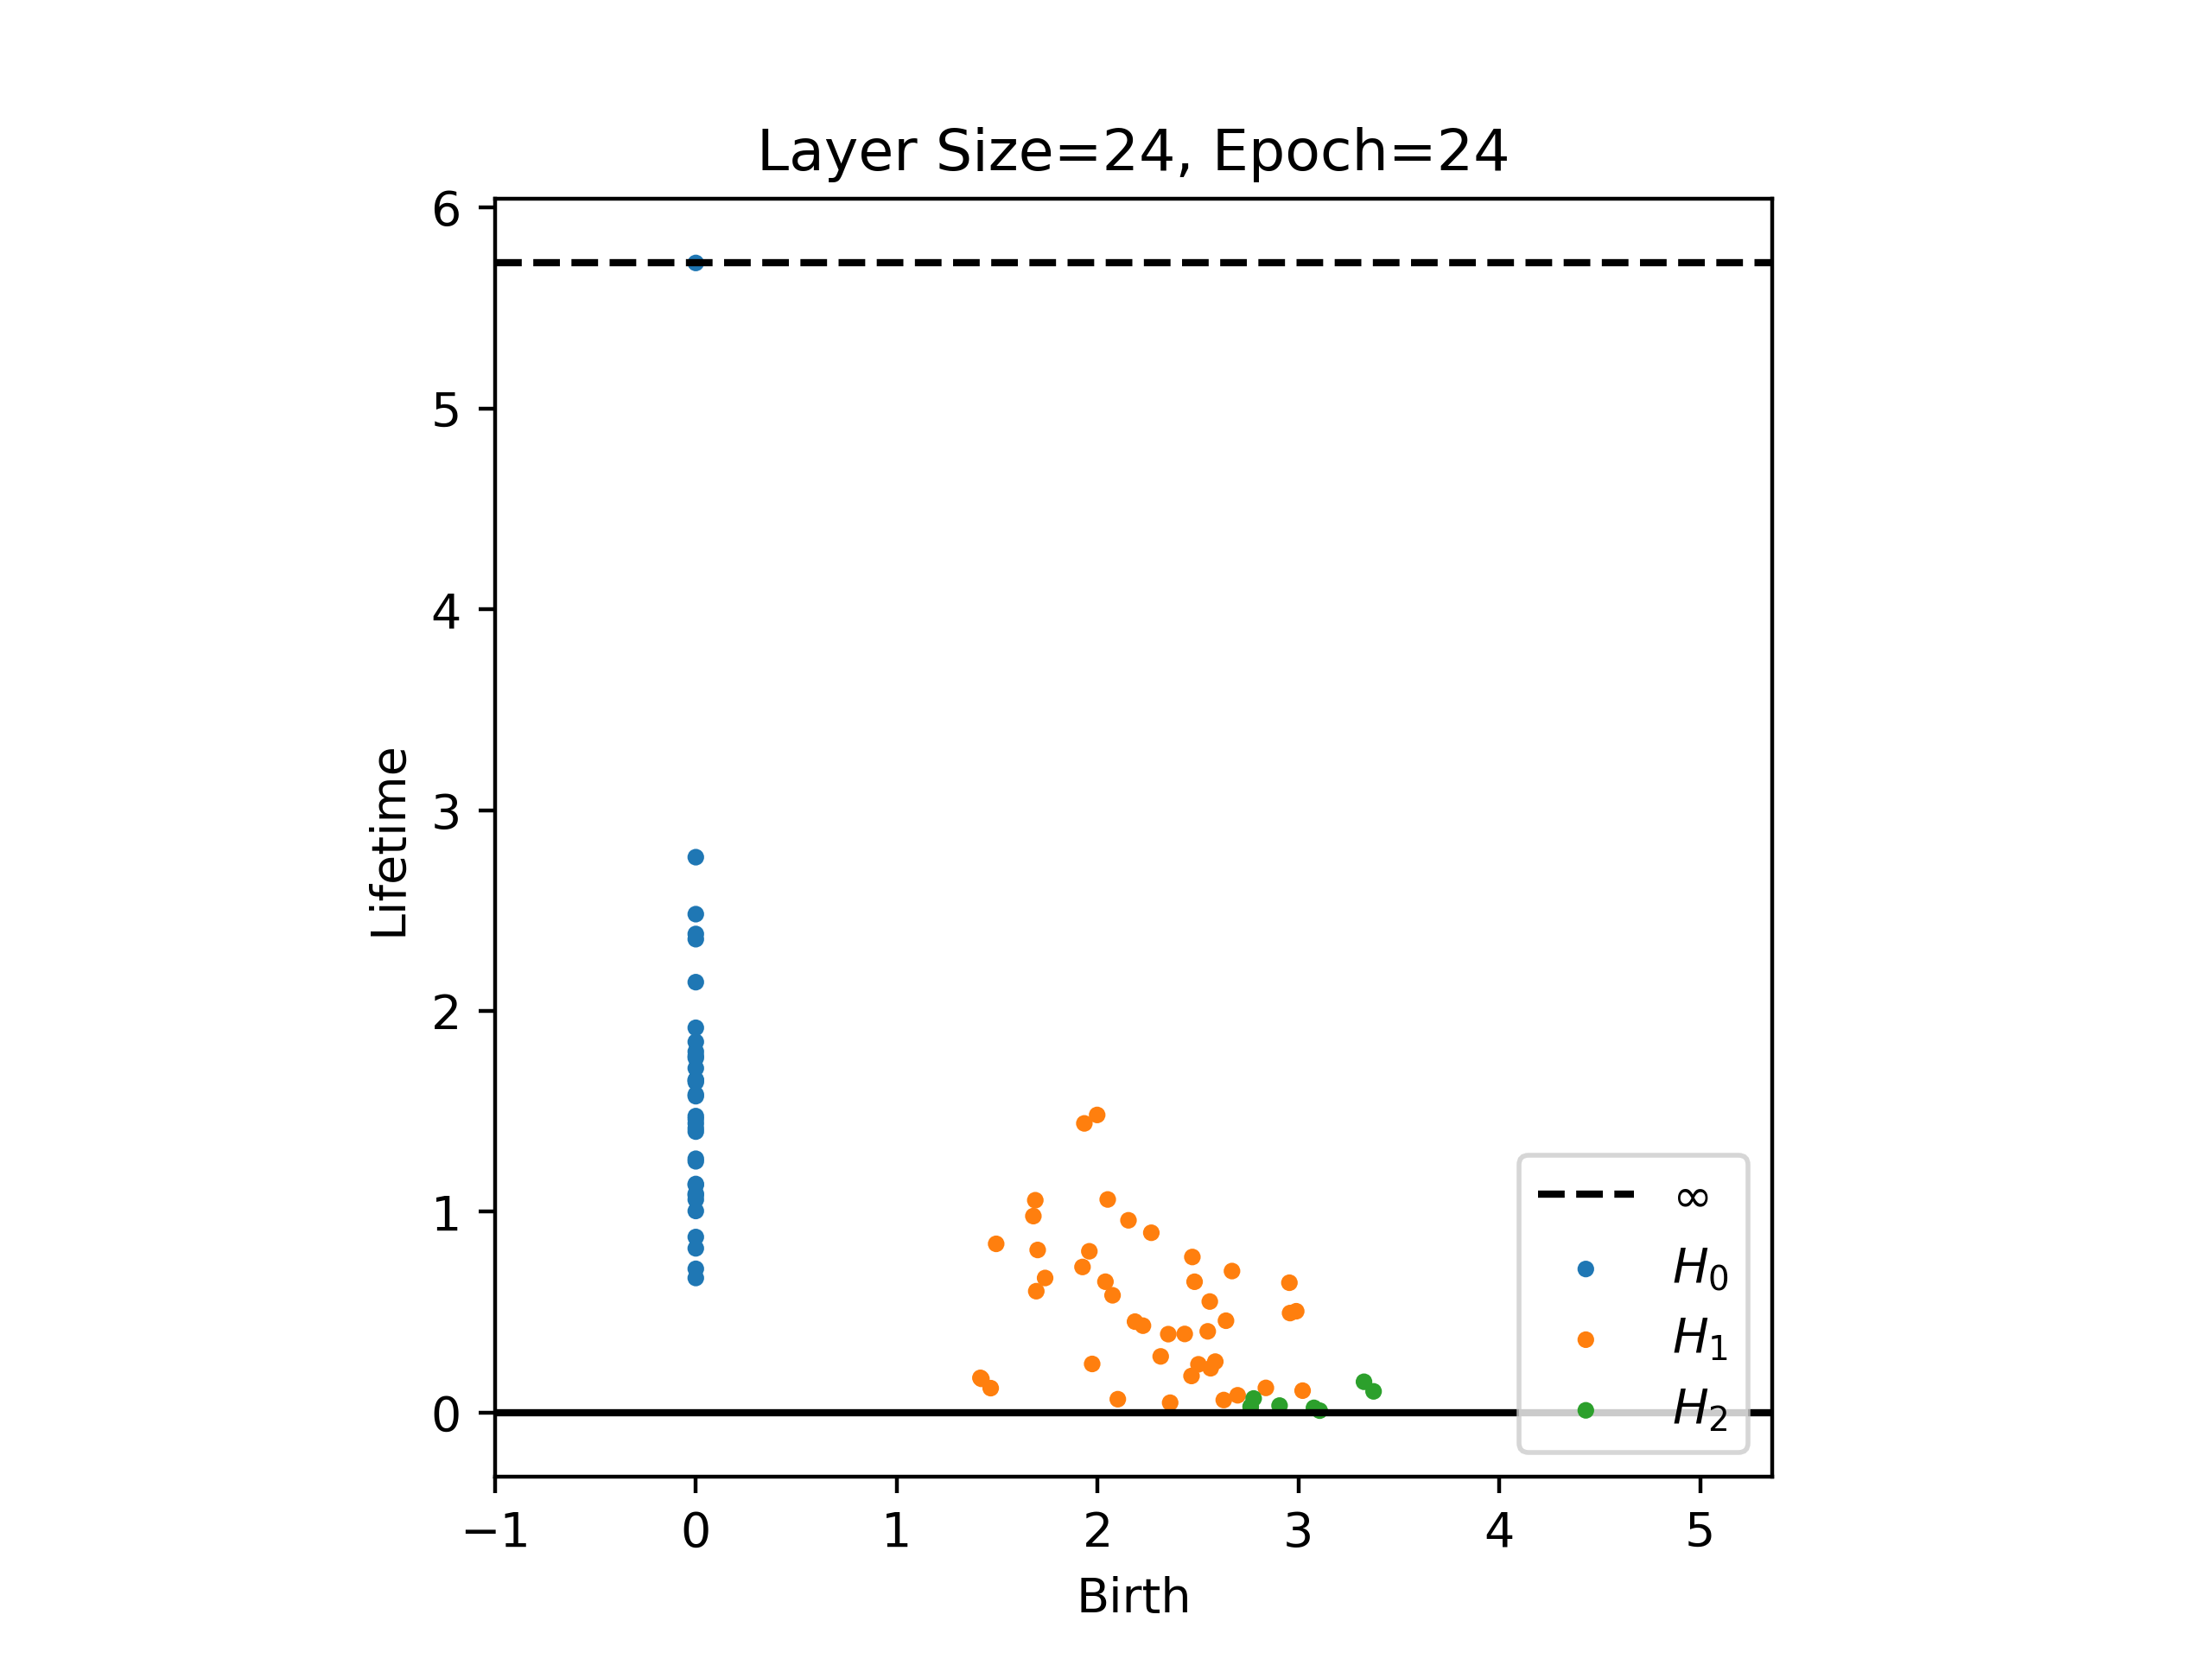 Layer Size=24, Epoch=24
6
5
4
3
2
1
0
Lifetime
∞
H₀
H₁
H₂
−1 0 1 2 3 4 5
Birth